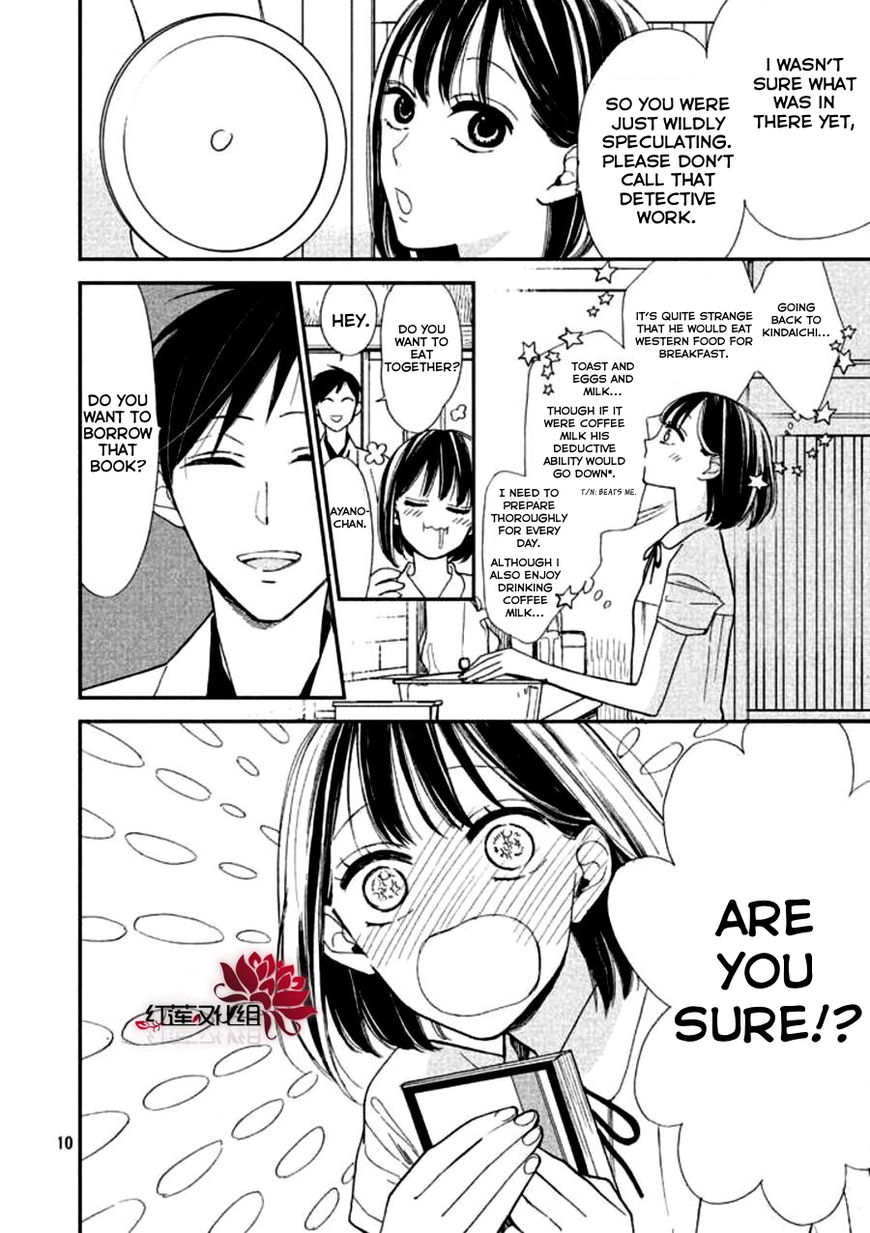 I WASN'T
SURE WHAT
WAS IN
THERE YET,
SO YOU WERE
JUST WILDLY
SPECULATING.
PLEASE DON'T
CALL THAT
DETECTIVE
WORK.
GOING
BACK TO
KINDAICHI...
IT'S QUITE STRANGE
THAT HE WOULD EAT
WESTERN FOOD FOR
BREAKFAST.
TOAST AND
EGGS AND
MILK...
THOUGH IF IT
WERE COFFEE
MILK HIS
DEDUCTIVE
ABILITY WOULD
GO DOWN*.
T/N: BEATS ME.
I NEED TO
PREPARE
THOROUGHLY
FOR EVERY
DAY.
ALTHOUGH I
ALSO ENJOY
DRINKING
COFFEE
MILK...
DO YOU
WANT TO
EAT
TOGETHER?
HEY.
AYANO-
CHAN.
DO YOU
WANT TO
BORROW
THAT
BOOK?
ARE
YOU
SURE!?
红莲汉化组
10